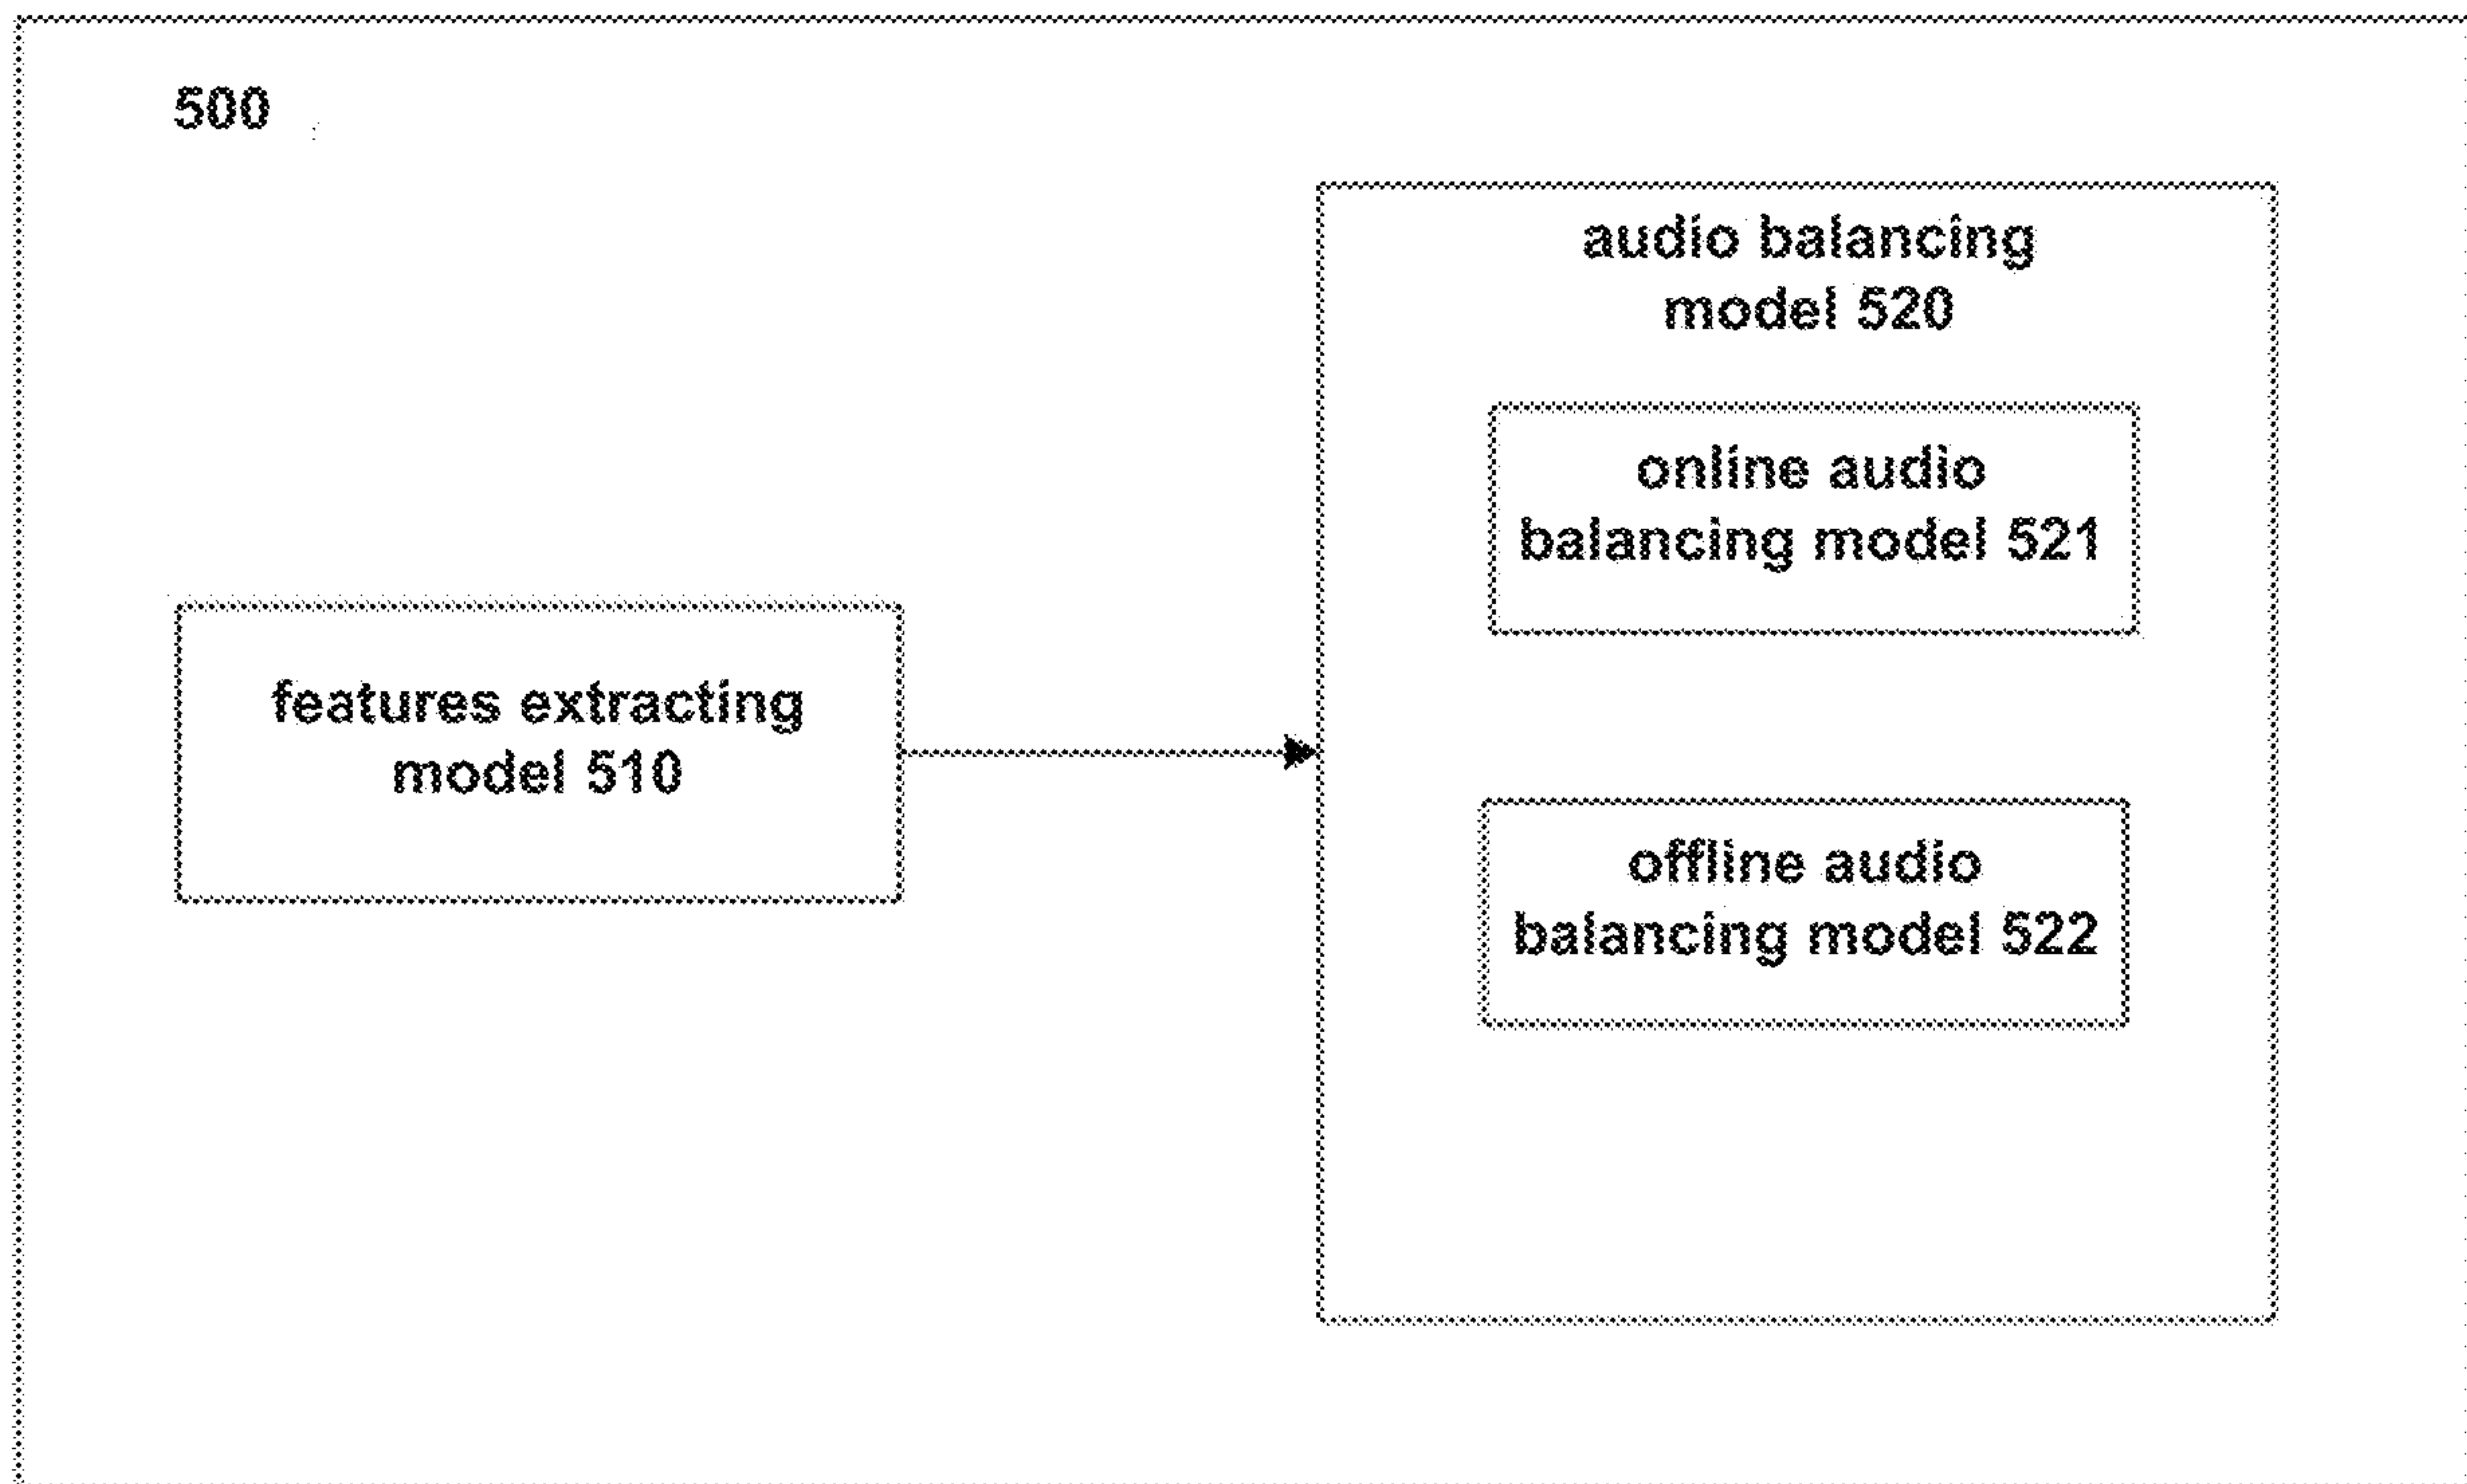 500
audio balancing
model 520
online audio
balancing model 521
features extracting
model 510
offline audio
balancing model 522